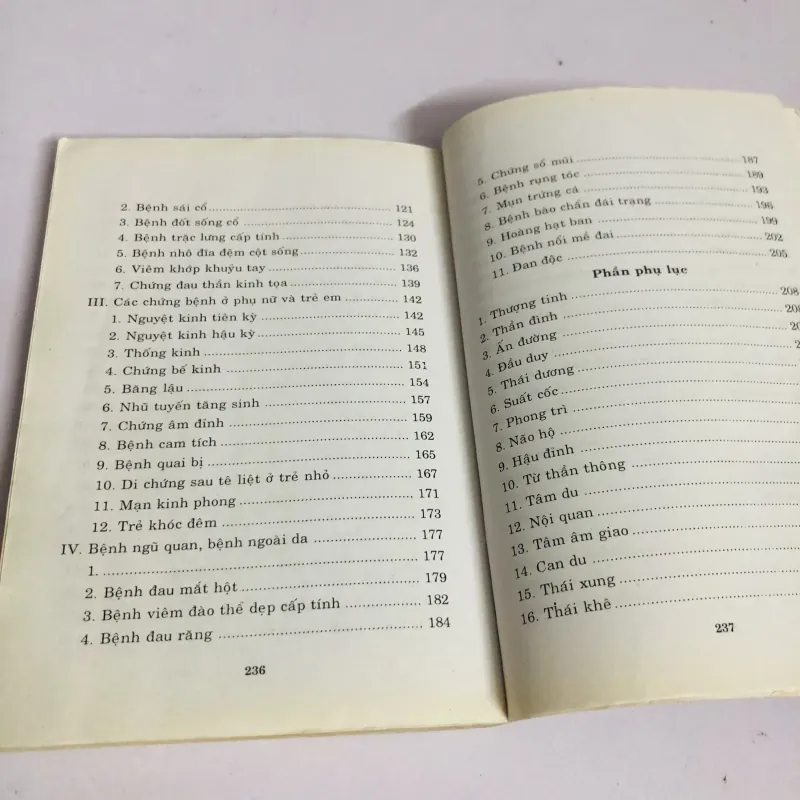 2. Bệnh sái cổ ........ 121
3. Bệnh đốt sống cổ ........ 124
4. Bệnh trặc lưng cấp tính ........ 130
5. Bệnh nhô đĩa đệm cột sống ........ 132
6. Viêm khớp khuỷu tay ........ 136
7. Chứng đau thần kinh tọa ........ 139
III. Các chứng bệnh ở phụ nữ và trẻ em ........ 142
1. Nguyệt kinh tiên kỳ ........ 142
2. Nguyệt kinh hậu kỳ ........ 145
3. Thống kinh ........ 148
4. Chứng bế kinh ........ 151
5. Băng lậu ........ 154
6. Nhũ tuyến tăng sinh ........ 157
7. Chứng âm đỉnh ........ 159
8. Bệnh cam tích ........ 162
9. Bệnh quai bị ........ 165
10. Di chứng sau tê liệt ở trẻ nhỏ ........ 167
11. Mạn kinh phong ........ 171
12. Trẻ khóc đêm ........ 173
IV. Bệnh ngũ quan, bệnh ngoài da ........ 177
1. ........ 177
2. Bệnh đau mắt hột ........ 179
3. Bệnh viêm đào thể dẹp cấp tính ........ 182
4. Bệnh đau răng ........ 184
236
5. Chứng sổ mũi ........ 187
6. Bệnh rụng tóc ........ 189
7. Mụn trứng cá ........ 193
8. Bệnh bào chẩn đái trạng ........ 196
9. Hoàng hạt ban ........ 199
10. Bệnh nổi mề đai ........ 202
11. Đan độc ........ 205
Phần phụ lục
1. Thượng tinh ........ 208
2. Thần đình ........ 208
3. Ấn đường ........
4. Đầu duy ........
5. Thái dương ........
6. Suất cốc ........
7. Phong trì ........
8. Não hộ ........
9. Hậu đỉnh ........
10. Từ thần thông ........
11. Tâm du ........
12. Nội quan ........
13. Tâm âm giao ........
14. Can du ........
15. Thái xung ........
16. Thái khê ........
237